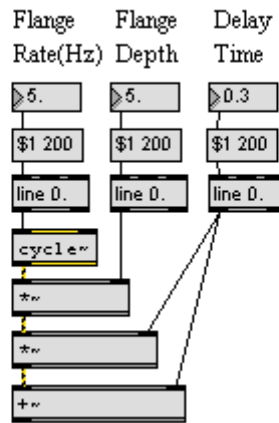 Flange Flange Delay
Rate(Hz) Depth Time
5. 5. 0.3
$1 200 $1 200 $1 200
line 0. line 0. line 0.
cycle~
*~
*~
+~